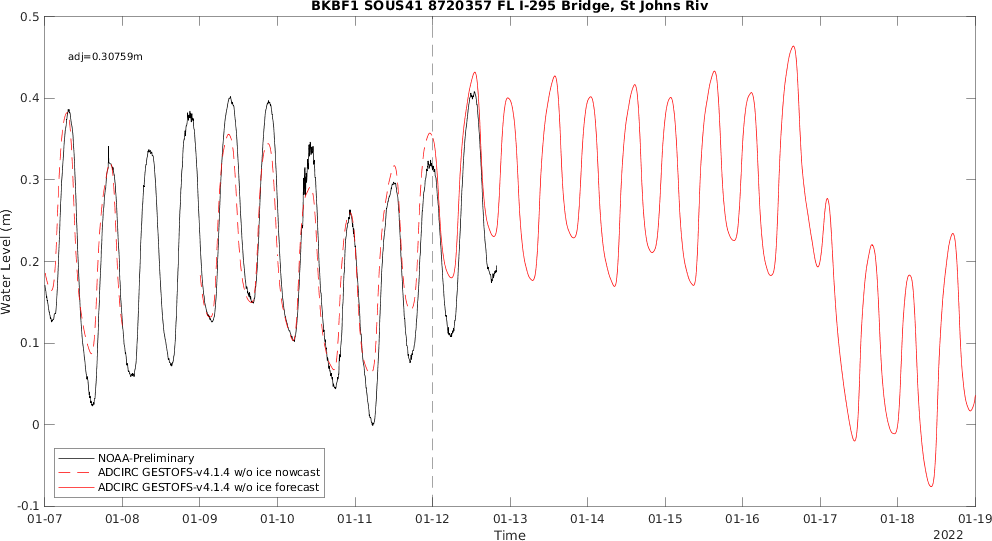 BKBF1 SOUS41 8720357 FL I-295 Bridge, St Johns Riv
adj=0.30759m
0.5
0.4
0.3
0.2
0.1
0
-0.1
Water Level (m)
NOAA-Preliminary
ADCIRC GESTOFS-v4.1.4 w/o ice nowcast
ADCIRC GESTOFS-v4.1.4 w/o ice forecast
01-07 01-08 01-09 01-10 01-11 01-12 01-13 01-14 01-15 01-16 01-17 01-18 01-19
Time
2022